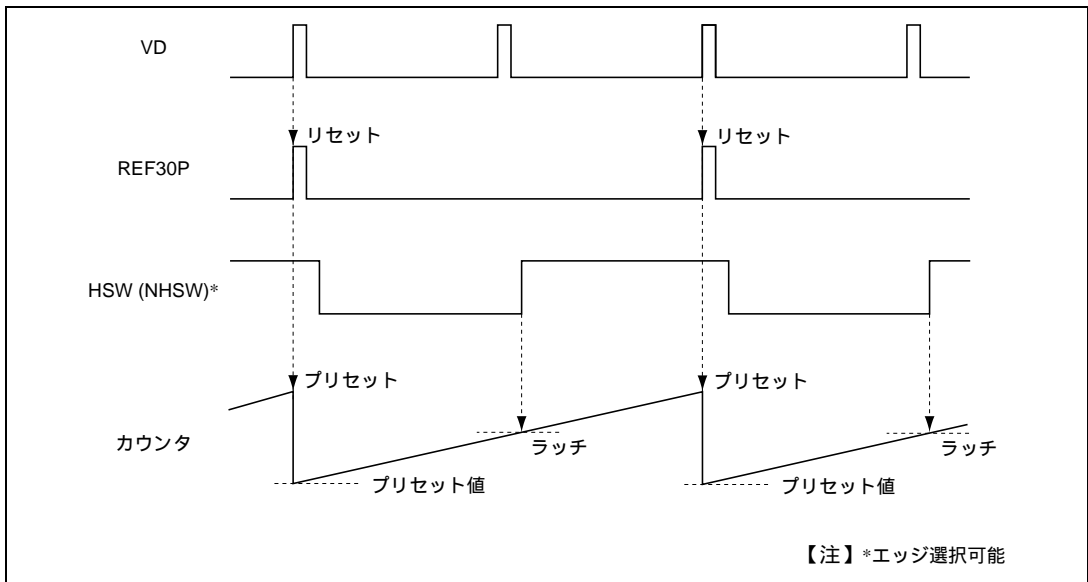 VD
リセット
リセット
REF30P
HSW (NHSW)*
プリセット
プリセット
カウンタ
ラッチ
ラッチ
プリセット値
プリセット値
【注】*エッジ選択可能